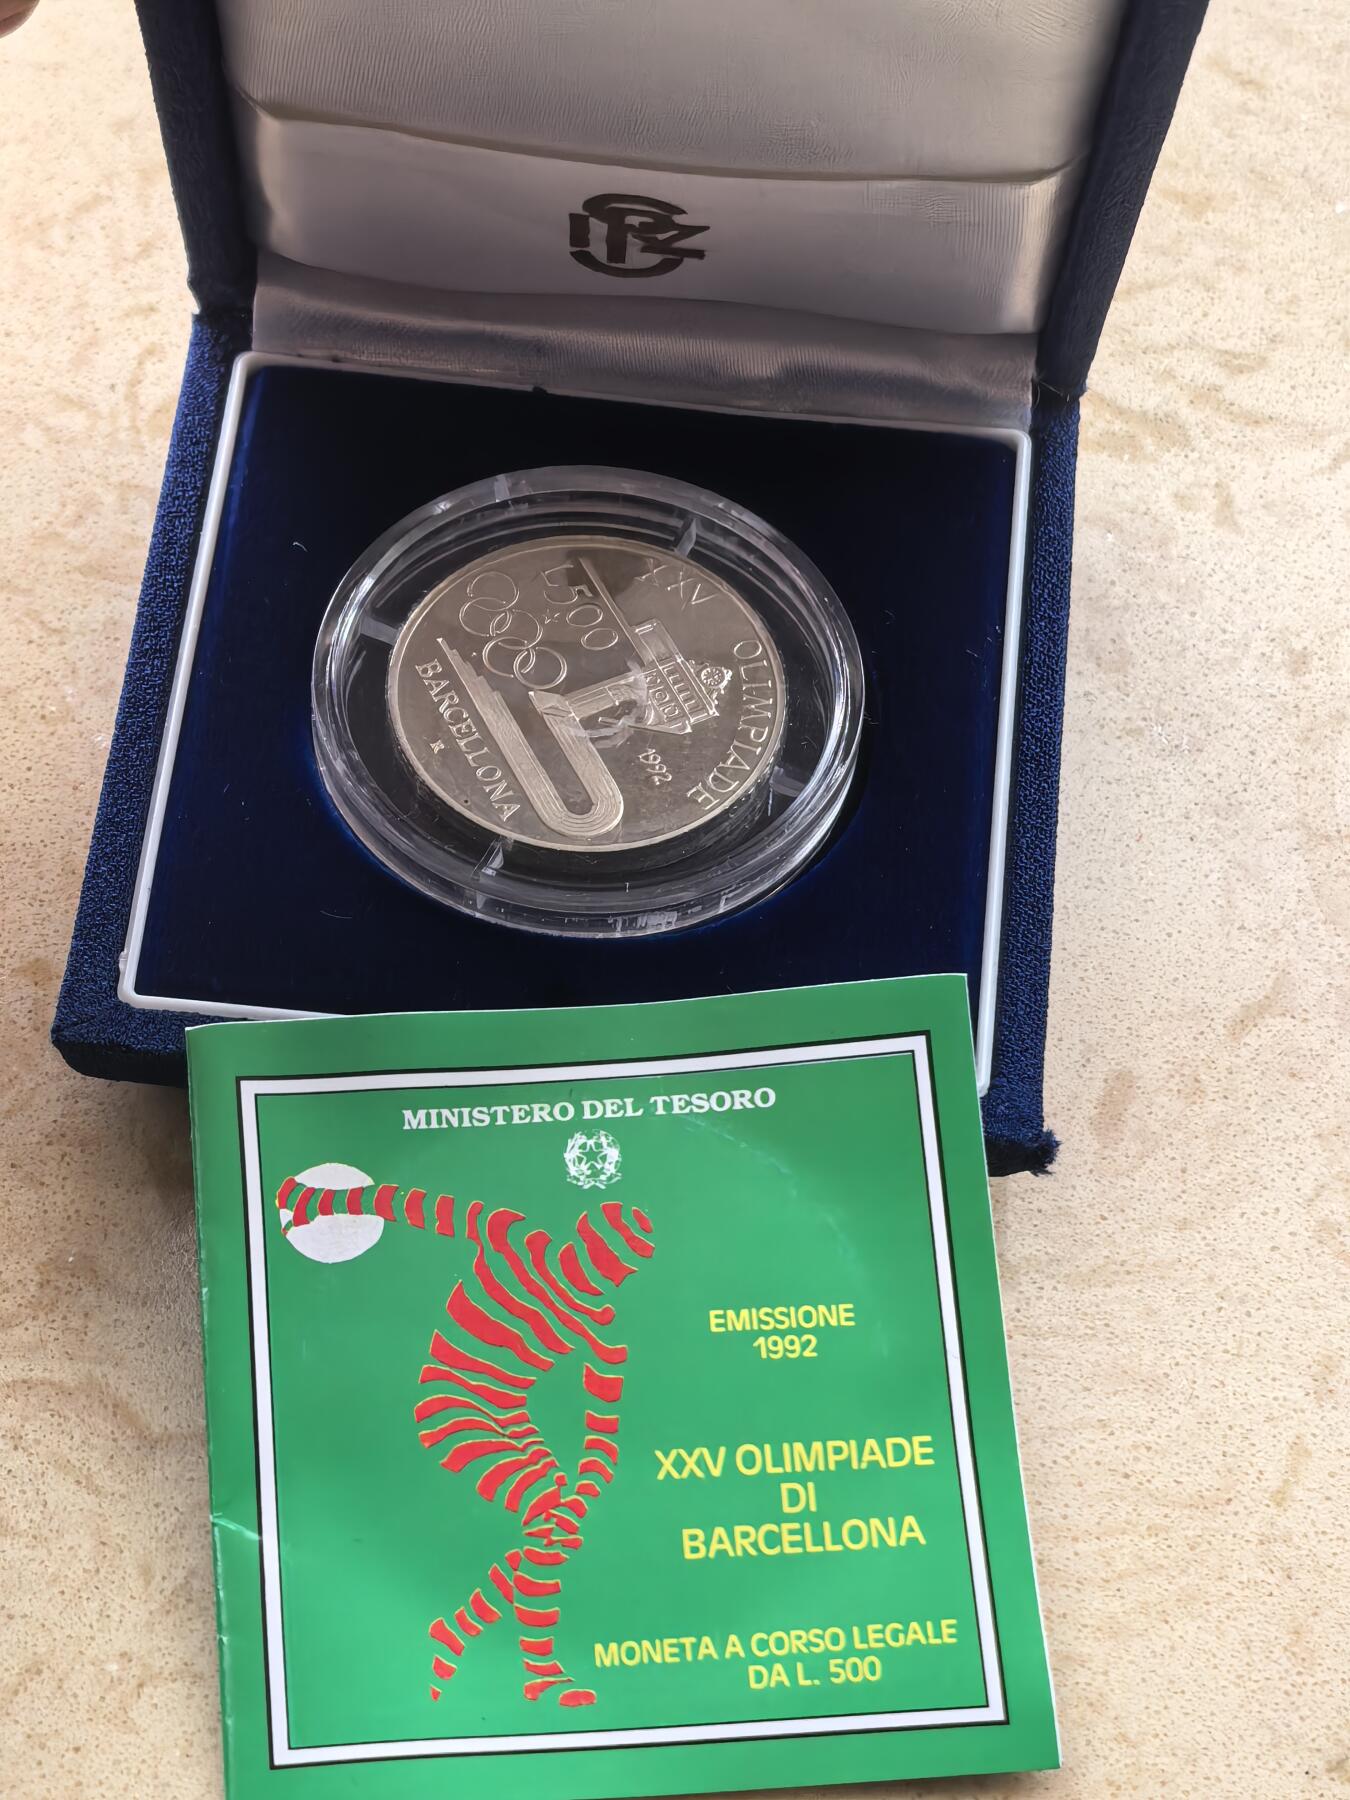 IPZS
L.500
XXV OLIMPIADE
1992
BARCELLONA
R
MINISTERO DEL TESORO
EMISSIONE
1992
XXV OLIMPIADE
DI
BARCELLONA
MONETA A CORSO LEGALE
DA L. 500